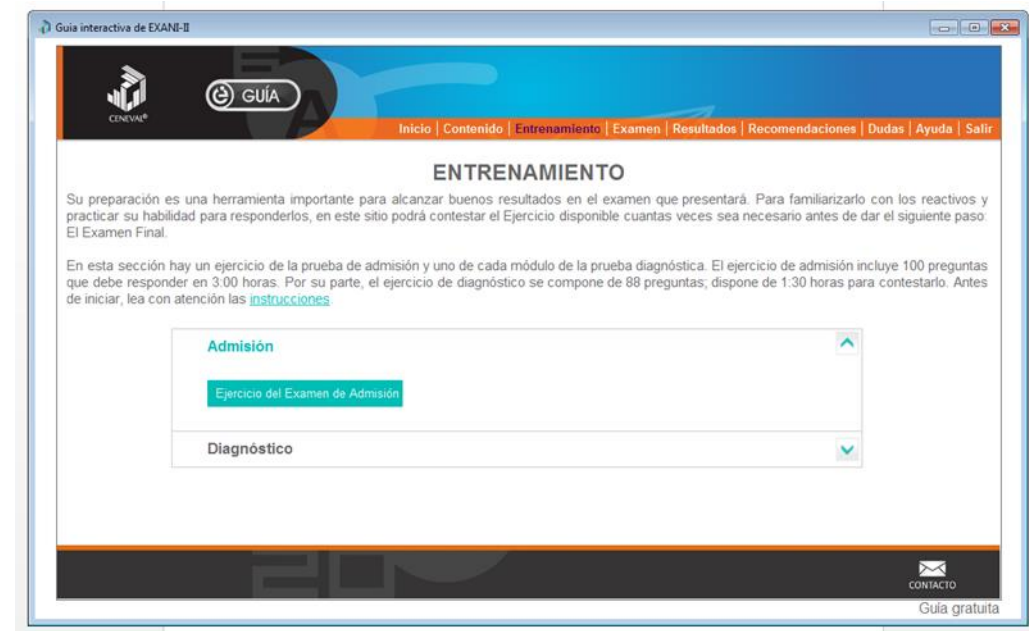 Guia interactiva de EXANI-II
CENEVAL®
e GUÍA
Inicio | Contenido | Entrenamiento | Examen | Resultados | Recomendaciones | Dudas | Ayuda | Salir
ENTRENAMIENTO
Su preparación es una herramienta importante para alcanzar buenos resultados en el examen que presentará. Para familiarizarlo con los reactivos y
practicar su habilidad para responderlos, en este sitio podrá contestar el Ejercicio disponible cuantas veces sea necesario antes de dar el siguiente paso:
El Examen Final.
En esta sección hay un ejercicio de la prueba de admisión y uno de cada módulo de la prueba diagnóstica. El ejercicio de admisión incluye 100 preguntas
que debe responder en 3:00 horas. Por su parte, el ejercicio de diagnóstico se compone de 88 preguntas; dispone de 1:30 horas para contestarlo. Antes
de iniciar, lea con atención las instrucciones
Admisión
Ejercicio del Examen de Admisión
Diagnóstico
CONTACTO
Guía gratuita